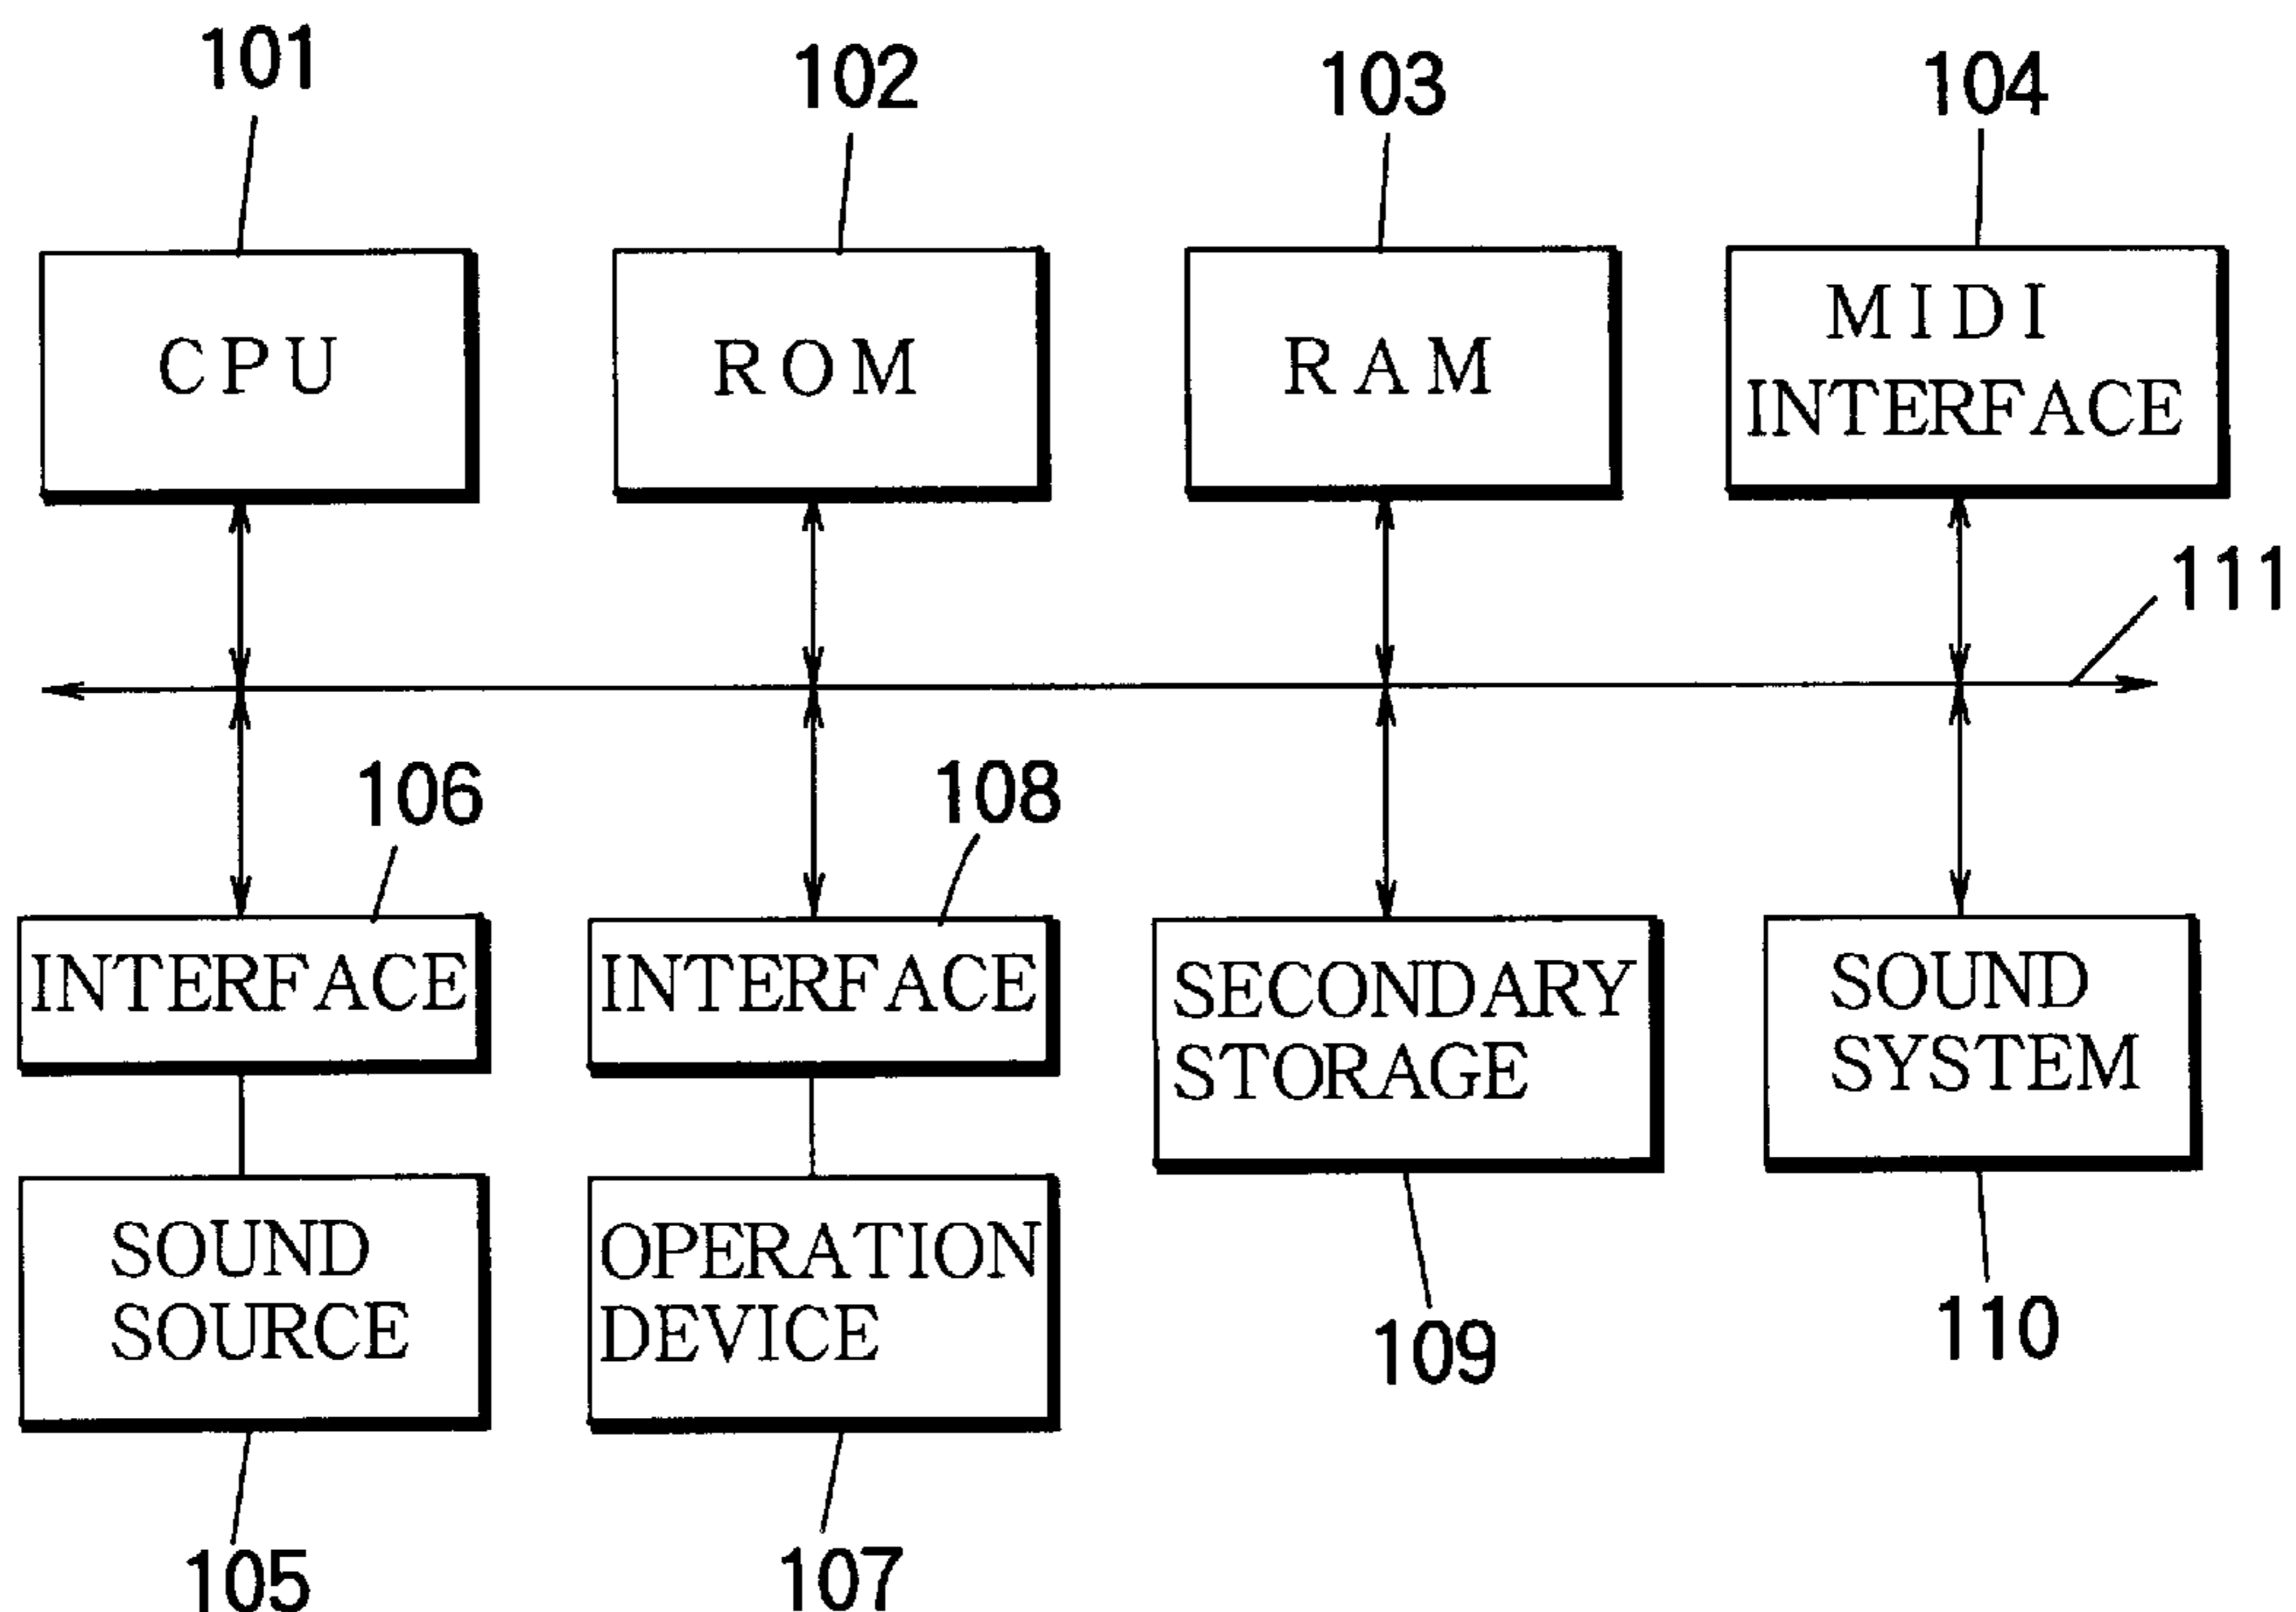 101
102
103
104
CPU
ROM
RAM
MIDI
INTERFACE
111
106
108
INTERFACE
INTERFACE
SECONDARY
STORAGE
SOUND
SYSTEM
SOUND
SOURCE
OPERATION
DEVICE
109
110
105
107